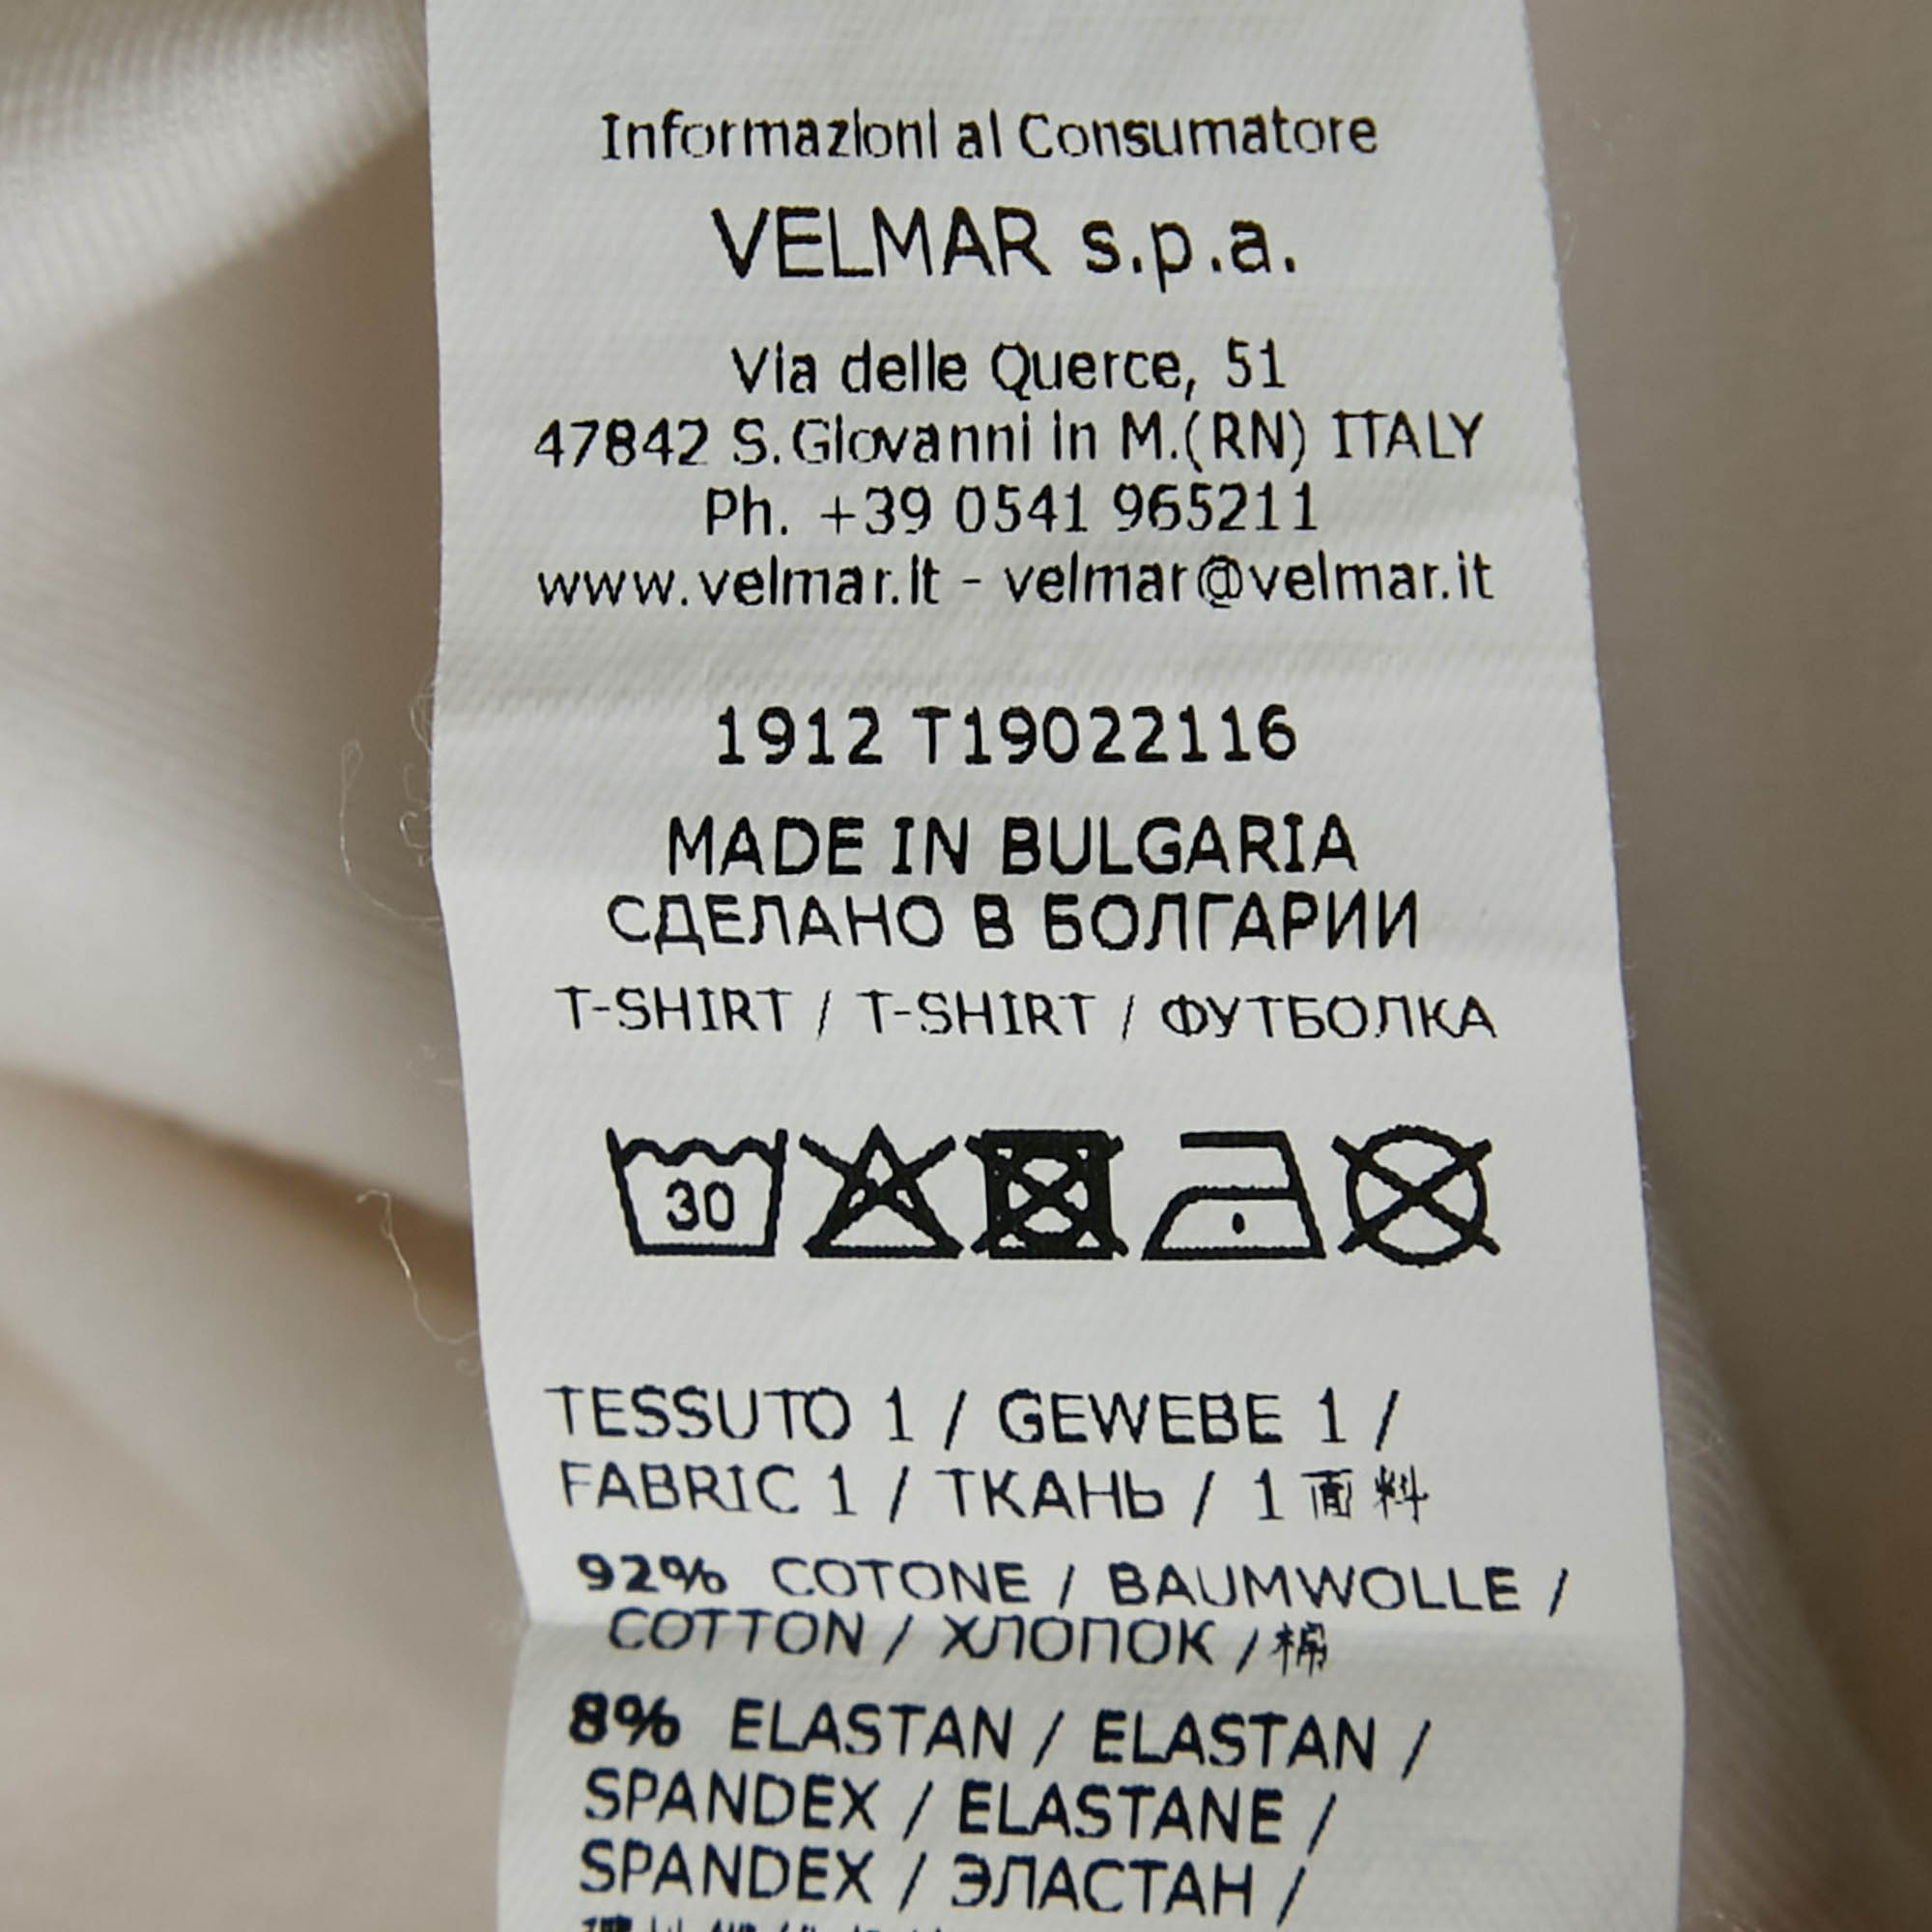 Informazioni al Consumatore
VELMAR s.p.a.
Via delle Querce, 51
47842 S.Giovanni in M.(RN) ITALY
Ph. +39 0541 965211
www.velmar.it - velmar@velmar.it
1912 T19022116
MADE IN BULGARIA
СДЕЛАНО В БОЛГАРИИ
T-SHIRT / T-SHIRT / ФУТБОЛКА
30
TESSUTO 1 / GEWEBE 1 /
FABRIC 1 / ТКАНЬ / 1 面料
92% COTONE / BAUMWOLLE /
COTTON / ХЛОПОК / 棉
8% ELASTAN / ELASTAN /
SPANDEX / ELASTANE /
SPANDEX / ЭЛАСТАН /